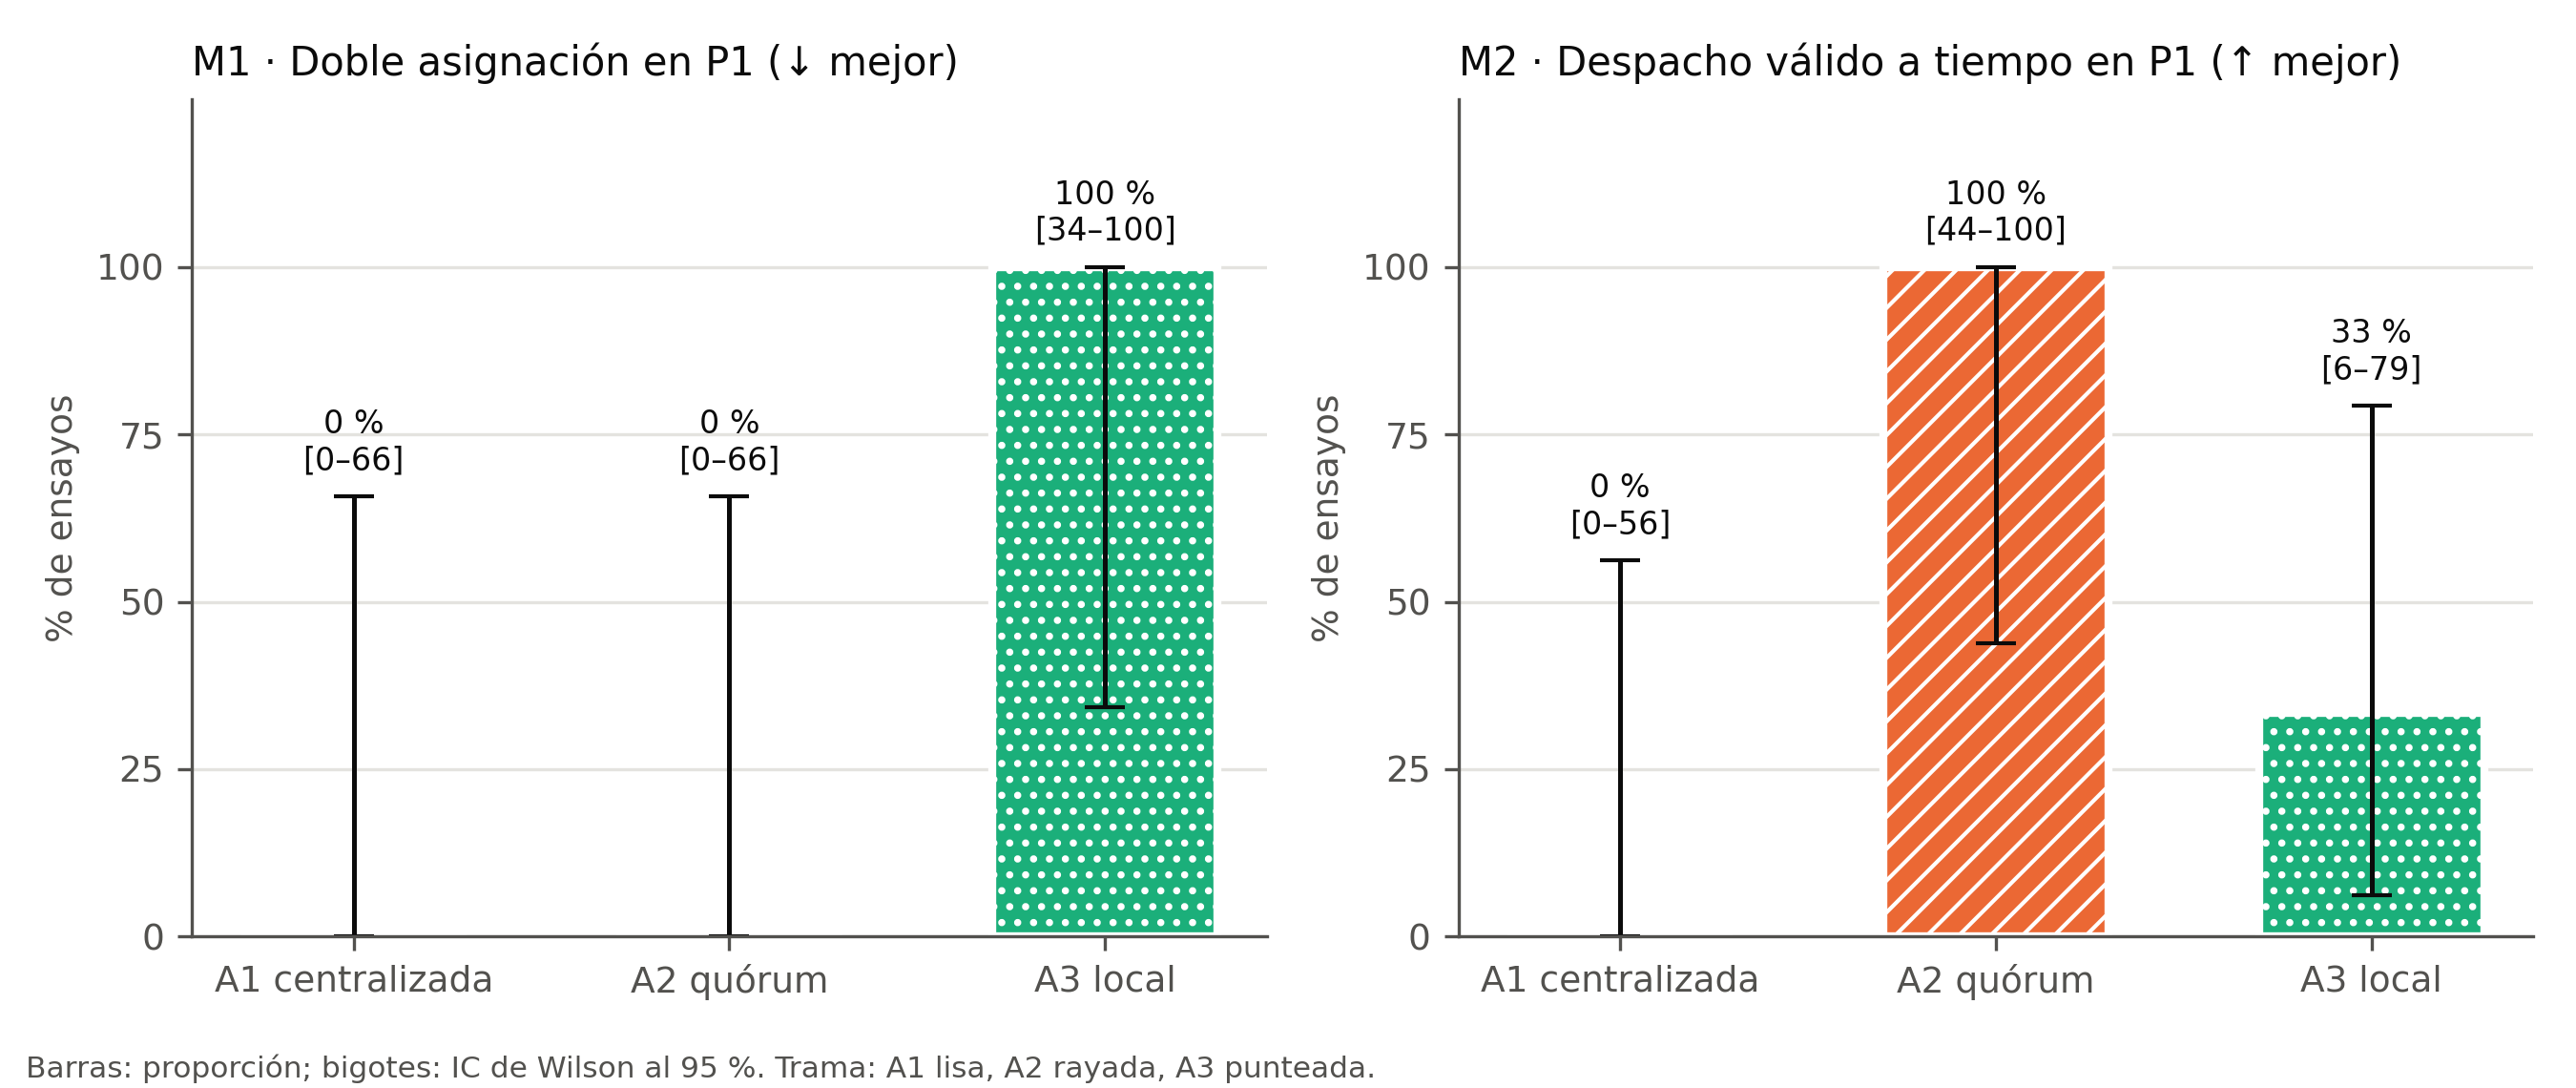 M1 · Doble asignación en P1 (↓ mejor)
% de ensayos
100
75
50
25
0
0 %
[0–66]
0 %
[0–66]
100 %
[34–100]
A1 centralizada
A2 quórum
A3 local
M2 · Despacho válido a tiempo en P1 (↑ mejor)
% de ensayos
100
75
50
25
0
0 %
[0–56]
100 %
[44–100]
33 %
[6–79]
A1 centralizada
A2 quórum
A3 local
Barras: proporción; bigotes: IC de Wilson al 95 %. Trama: A1 lisa, A2 rayada, A3 punteada.